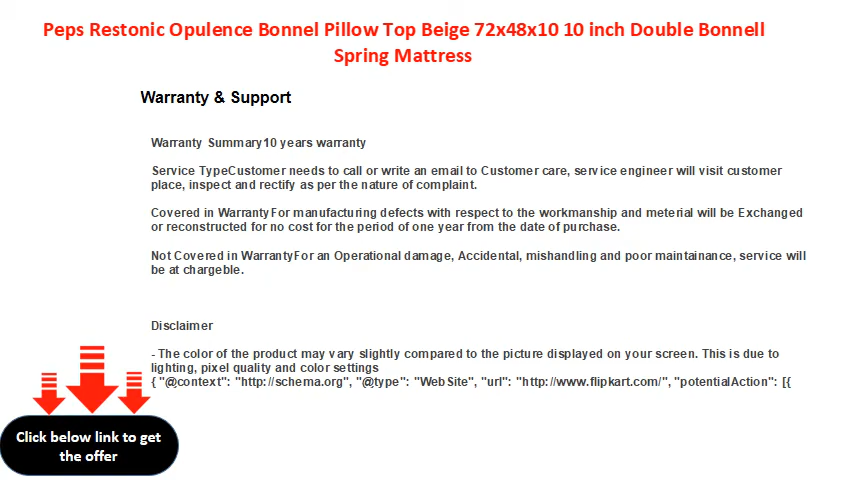 Peps Restonic Opulence Bonnel Pillow Top Beige 72x48x10 10 inch Double Bonnell
Spring Mattress
Warranty & Support
Warranty Summary10 years warranty
Service TypeCustomer needs to call or write an email to Customer care, service engineer will visit customer
place, inspect and rectify as per the nature of complaint.
Covered in WarrantyFor manufacturing defects with respect to the workmanship and meterial will be Exchanged
or reconstructed for no cost for the period of one year from the date of purchase.
Not Covered in WarrantyFor an Operational damage, Accidental, mishandling and poor maintainance, service will
be at chargeble.
Disclaimer
- The color of the product may vary slightly compared to the picture displayed on your screen. This is due to
lighting, pixel quality and color settings
{ "@context": "http://schema.org", "@type": "WebSite", "url": "http://www.flipkart.com/", "potentialAction": [{
Click below link to get
the offer